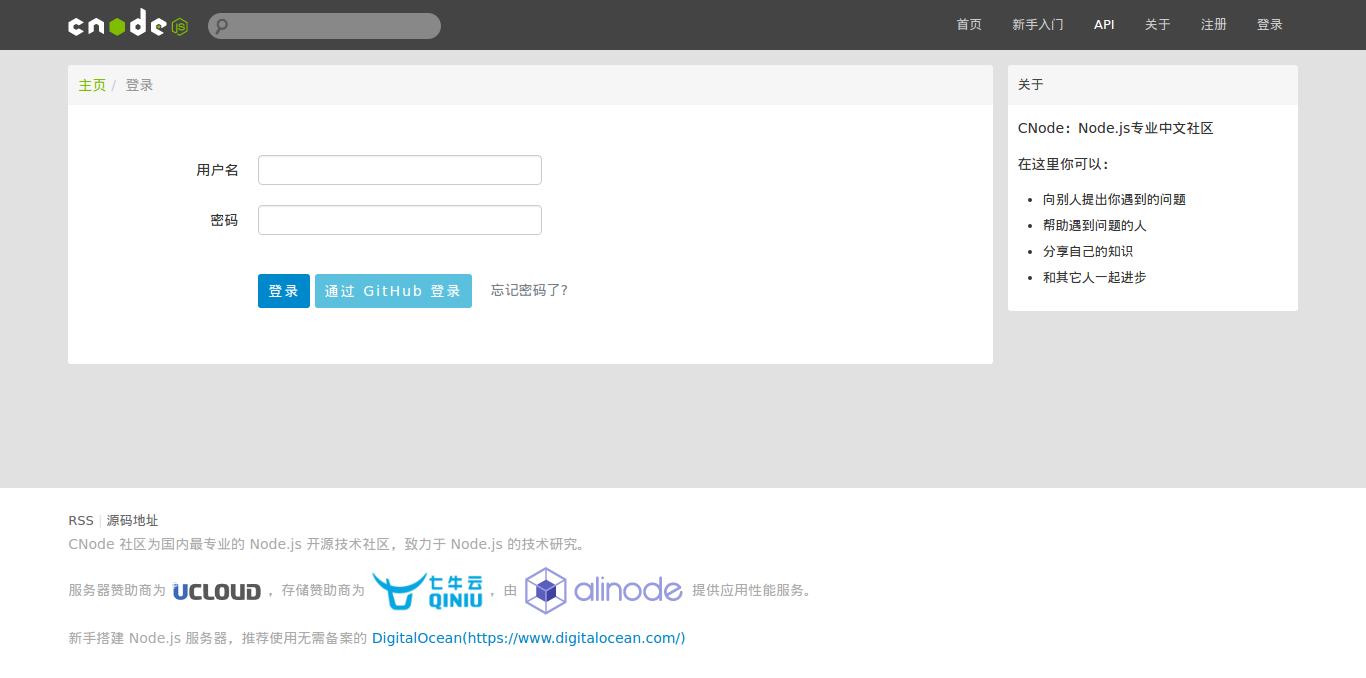 cnodejs 首页 新手入门 API 关于 注册 登录
主页 / 登录
用户名
密码
登录 通过 GitHub 登录 忘记密码了?
关于
CNode：Node.js专业中文社区
在这里你可以：
向别人提出你遇到的问题
帮助遇到问题的人
分享自己的知识
和其它人一起进步
RSS | 源码地址
CNode 社区为国内最专业的 Node.js 开源技术社区，致力于 Node.js 的技术研究。
服务器赞助商为 UCLOUD ，存储赞助商为 七牛云 QINIU ，由 alinode 提供应用性能服务。
新手搭建 Node.js 服务器，推荐使用无需备案的 DigitalOcean(https://www.digitalocean.com/)